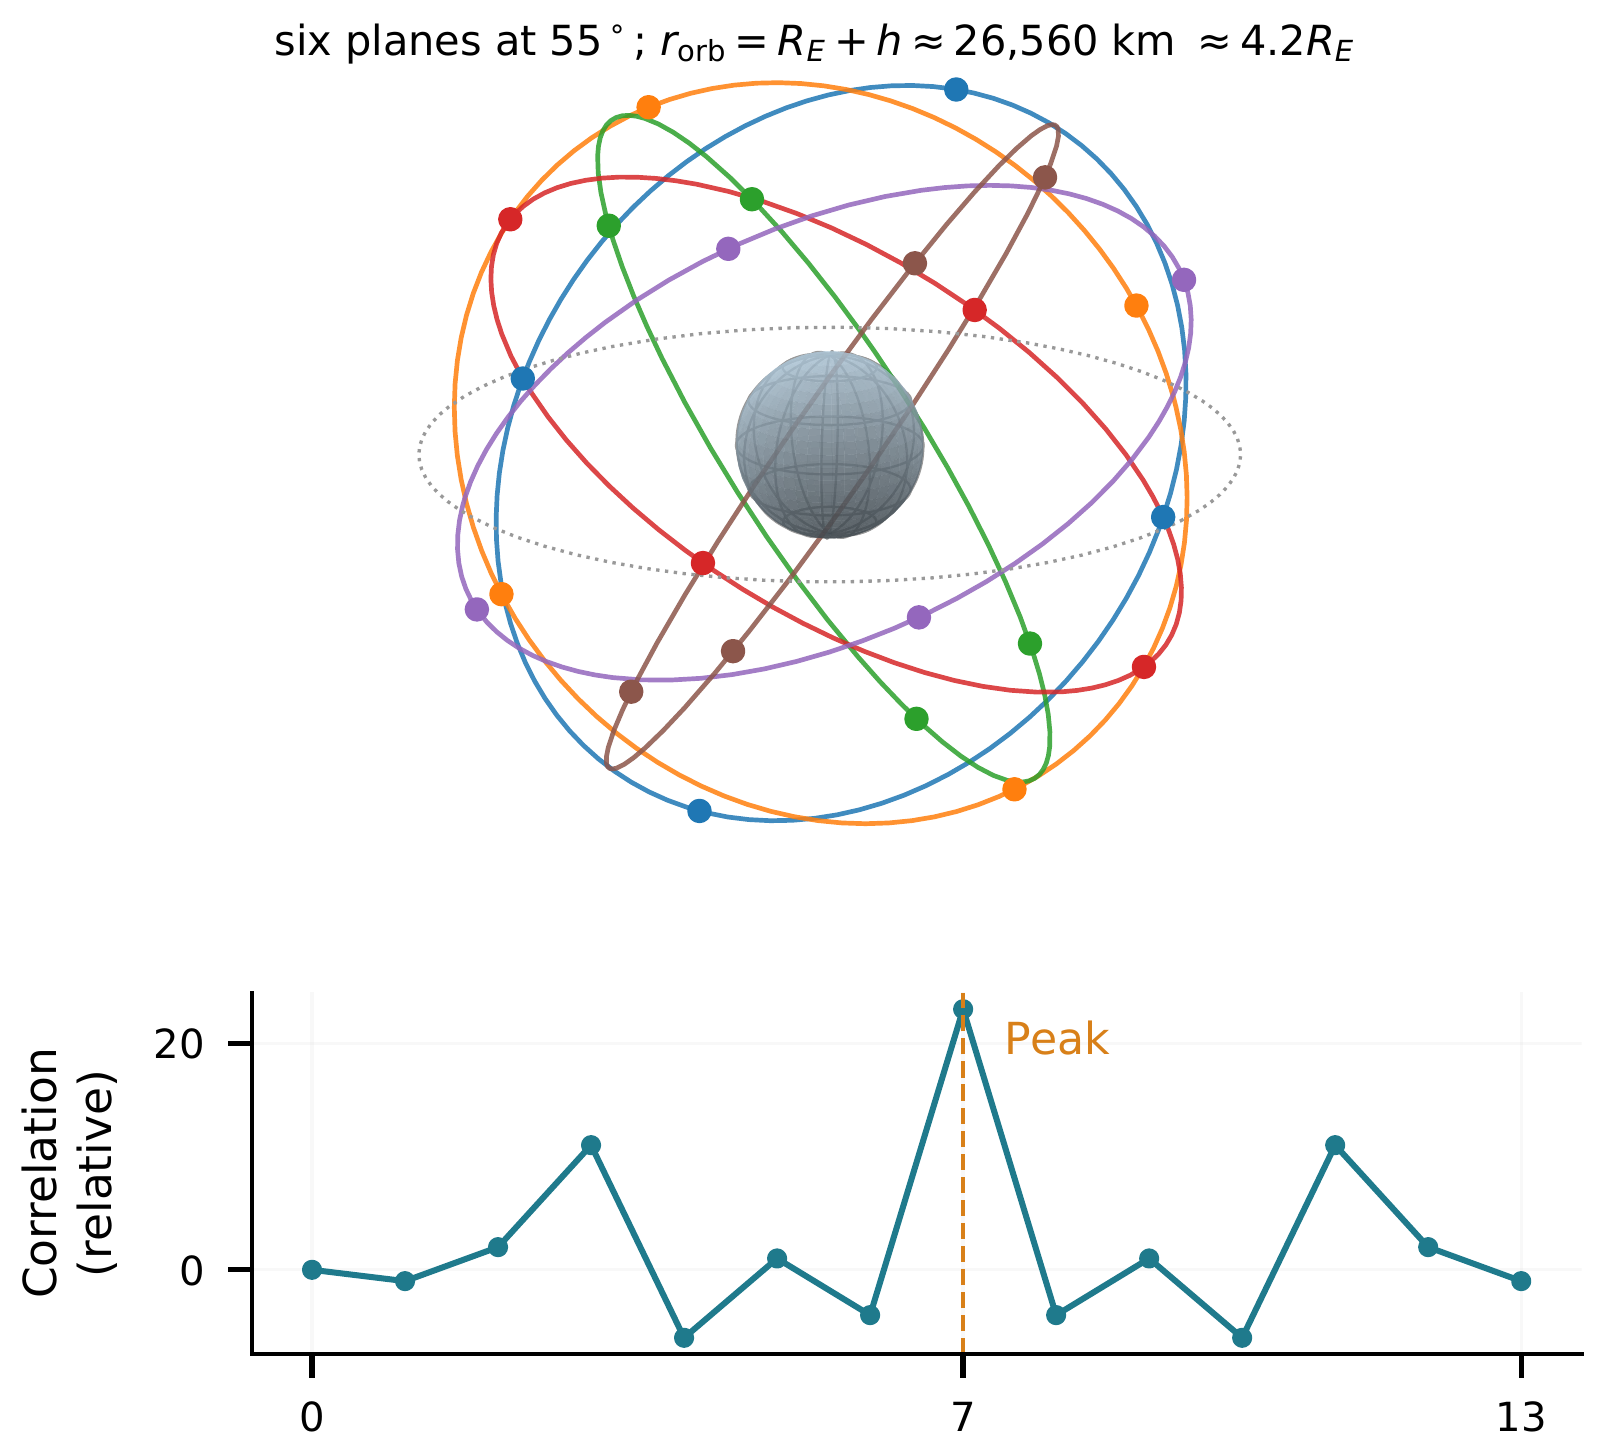 six planes at 55°; r_orb = R_E + h ≈ 26,560 km ≈ 4.2R_E
Correlation
(relative)
20
0
Peak
0 7 13